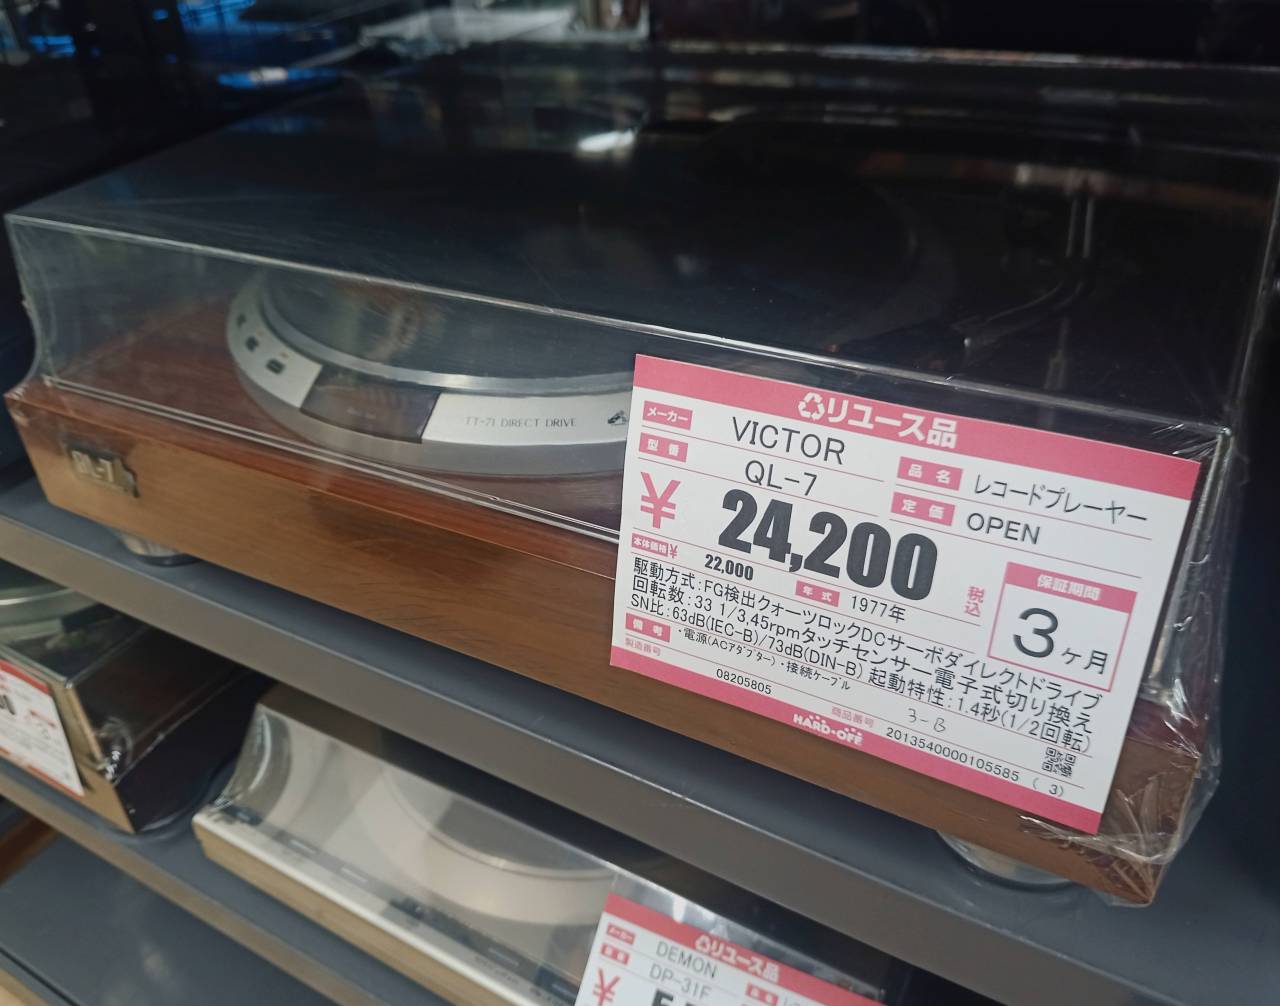 TT-71 DIRECT DRIVE
QL-7
リユース品
メーカー VICTOR 品名 レコードプレーヤー
型番 QL-7 定価 OPEN
¥ 24,200 税込
本体価格 ¥ 22,000 年式 1977年
保証期間
3ヶ月
駆動方式:FG検出クォーツロックDCサーボダイレクトドライブ
回転数:33 1/3,45rpmタッチセンサー電子式切り換え
SN比:63dB(IEC-B)/73dB(DIN-B) 起動特性:1.4秒(1/2回転)
備考 ・電源(ACアダプター)・接続ケーブル
製造番号 08205805
3-B
HARD・OFF 商品番号 2013540000105585 (3)
リユース品
メーカー DEMON
型番 DP-31F
¥